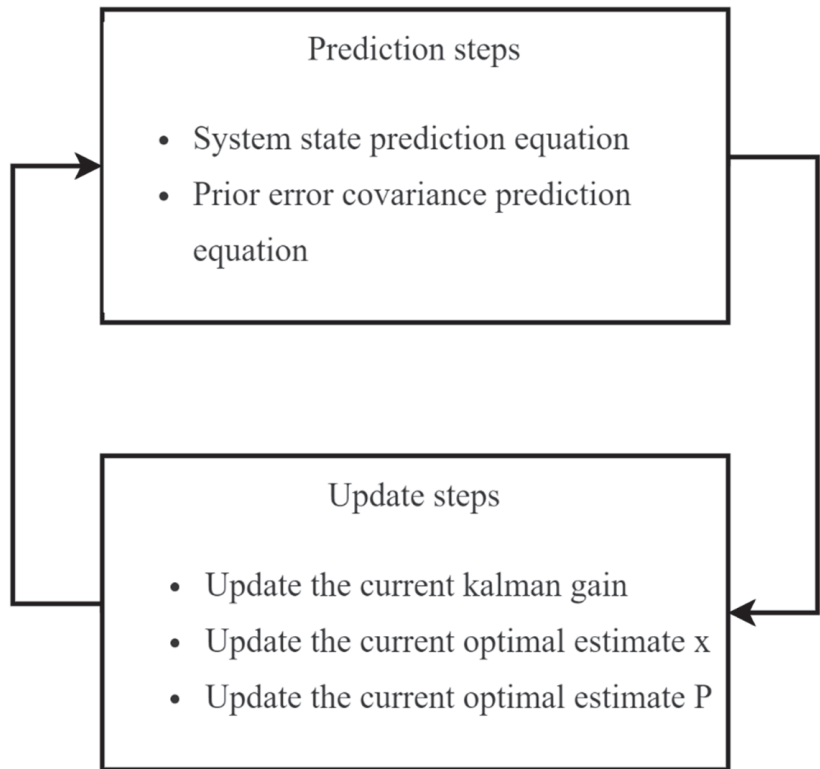 Prediction steps
• System state prediction equation
• Prior error covariance prediction
equation
Update steps
• Update the current kalman gain
• Update the current optimal estimate x
• Update the current optimal estimate P